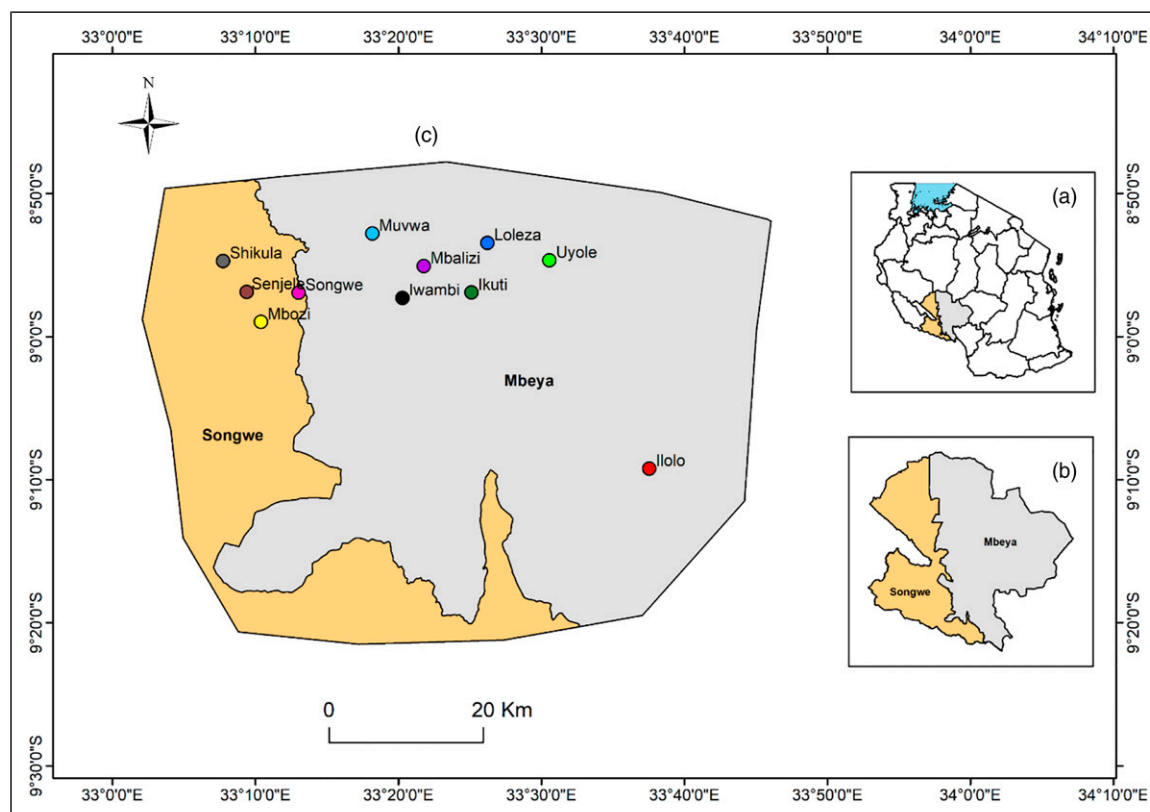 33°0'0"E 33°10'0"E 33°20'0"E 33°30'0"E 33°40'0"E 33°50'0"E 34°0'0"E 34°10'0"E
N
(c)
8°50'0"S
8°50'0"S
(a)
Muvwa
Loleza
Shikula
Mbalizi
Uyole
Senjele
Songwe
Iwambi
Ikuti
Mbozi
9°0'0"S
9°0'0"S
Mbeya
Songwe
(b)
Ilolo
9°10'0"S
9°10'0"S
Mbeya
Songwe
9°20'0"S
9°20'0"S
0 20 Km
9°30'0"S
33°0'0"E 33°10'0"E 33°20'0"E 33°30'0"E 33°40'0"E 33°50'0"E 34°0'0"E 34°10'0"E